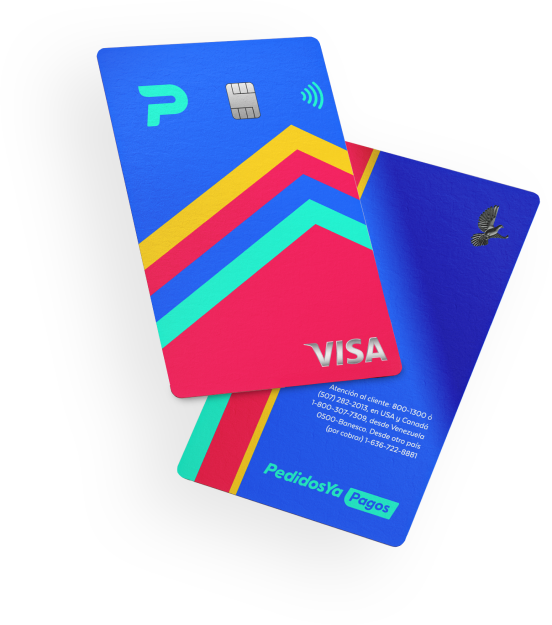 P
VISA
Atención al cliente: 800-1300 ó
(507) 282-2013, en USA y Canadá
1-800-307-7309, desde Venezuela
0500-Banesco. Desde otro país
(por cobrar) 1-636-722-8881
PedidosYa Pagos